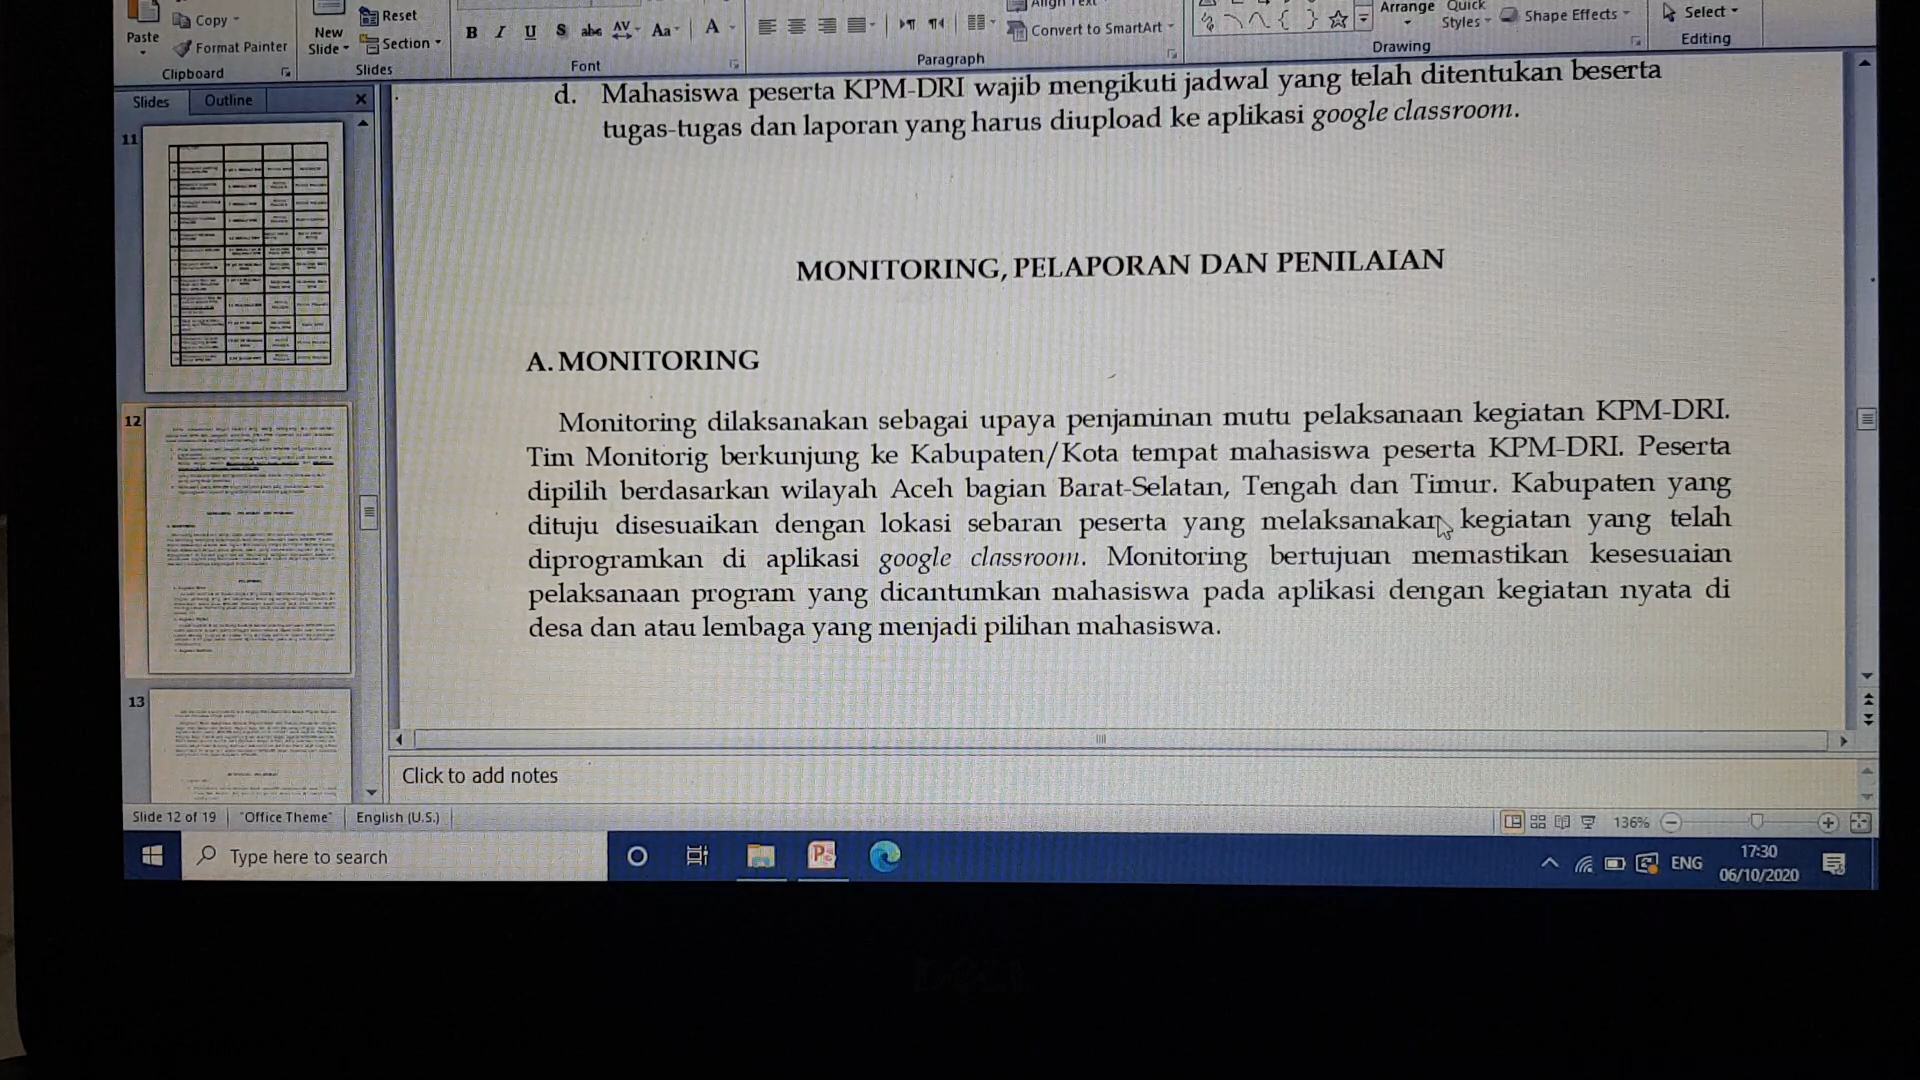 Paste
Copy
Format Painter
Clipboard
New
Slide
Reset
Section
Slides
B I U S abc AV Aa A
Font
Align Text
Convert to SmartArt
Paragraph
Arrange
Quick
Styles
Shape Effects
Drawing
Select
Editing
Slides
Outline
11
12
13
d. Mahasiswa peserta KPM-DRI wajib mengikuti jadwal yang telah ditentukan beserta
tugas-tugas dan laporan yang harus diupload ke aplikasi google classroom.
MONITORING, PELAPORAN DAN PENILAIAN
A. MONITORING
Monitoring dilaksanakan sebagai upaya penjaminan mutu pelaksanaan kegiatan KPM-DRI.
Tim Monitorig berkunjung ke Kabupaten/Kota tempat mahasiswa peserta KPM-DRI. Peserta
dipilih berdasarkan wilayah Aceh bagian Barat-Selatan, Tengah dan Timur. Kabupaten yang
dituju disesuaikan dengan lokasi sebaran peserta yang melaksanakan kegiatan yang telah
diprogramkan di aplikasi google classroom. Monitoring bertujuan memastikan kesesuaian
pelaksanaan program yang dicantumkan mahasiswa pada aplikasi dengan kegiatan nyata di
desa dan atau lembaga yang menjadi pilihan mahasiswa.
Click to add notes
Slide 12 of 19
"Office Theme"
English (U.S.)
136%
Type here to search
ENG
17:30
06/10/2020
DELL